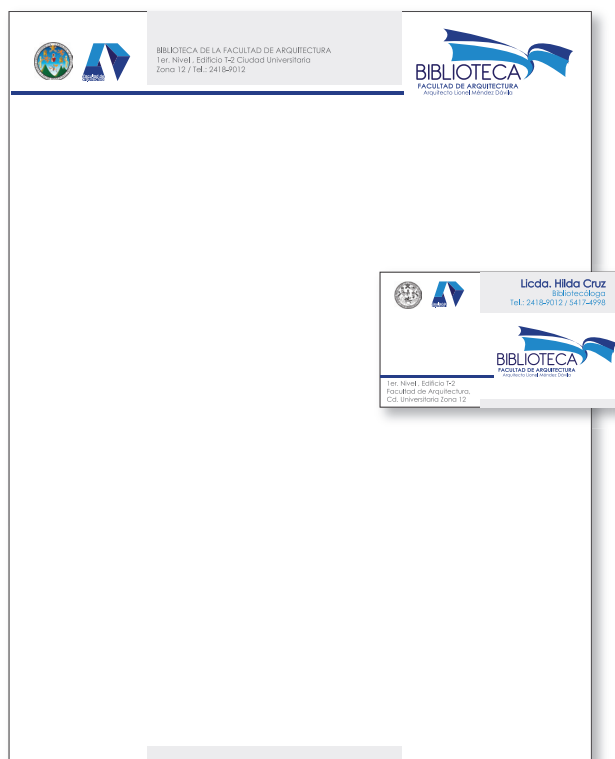 BIBLIOTECA DE LA FACULTAD DE ARQUITECTURA
1er. Nivel . Edificio T-2 Ciudad Universitaria
Zona 12 / Tel.: 2418-9012
BIBLIOTECA
FACULTAD DE ARQUITECTURA
Arquitecto Lionel Méndez Dávila
Licda. Hilda Cruz
Bibliotecóloga
Tel.: 2418-9012 / 5417-4998
BIBLIOTECA
FACULTAD DE ARQUITECTURA
Arquitecto Lionel Méndez Dávila
1er. Nivel . Edificio T-2
Facultad de Arquitectura,
Cd. Universitaria Zona 12